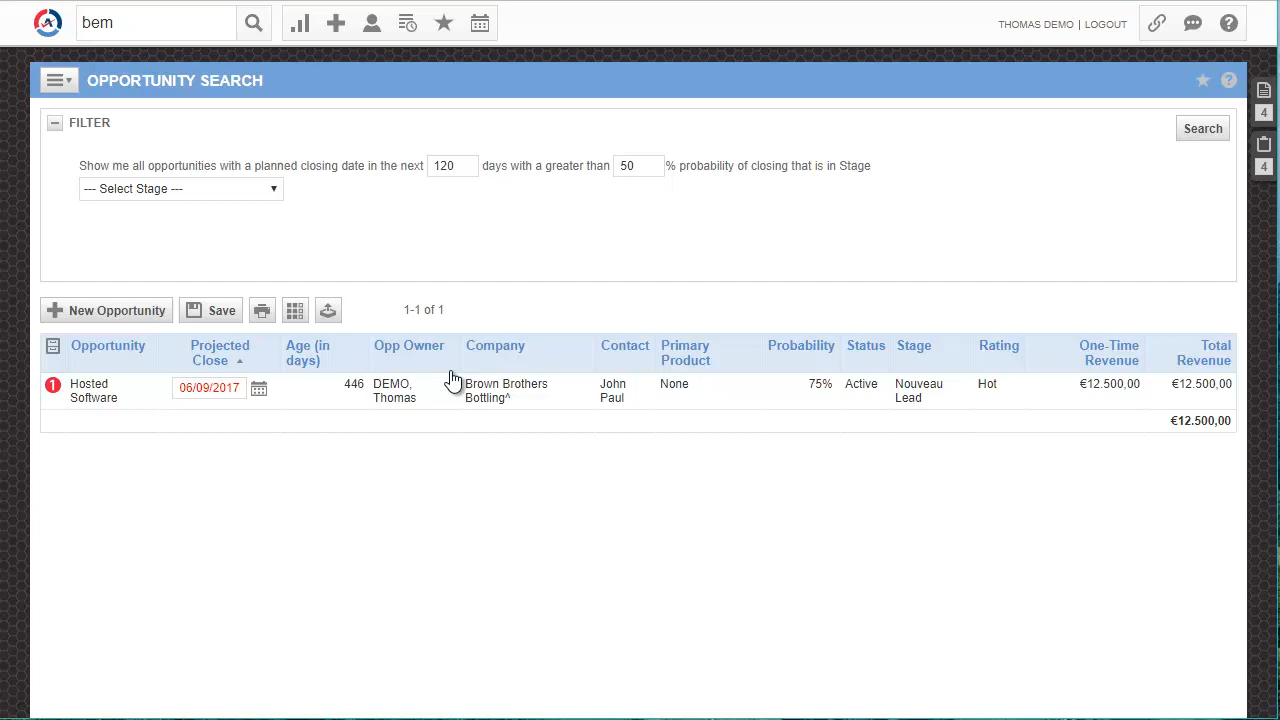 bem
THOMAS DEMO | LOGOUT
OPPORTUNITY SEARCH
4
4
FILTER
Search
Show me all opportunities with a planned closing date in the next 120 days with a greater than 50 % probability of closing that is in Stage
--- Select Stage ---
New Opportunity Save 1-1 of 1
Opportunity Projected Close Age (in days) Opp Owner Company Contact Primary Product Probability Status Stage Rating One-Time Revenue Total Revenue
1 Hosted Software 06/09/2017 446 DEMO, Thomas Brown Brothers Bottling^ John Paul None 75% Active Nouveau Lead Hot €12.500,00 €12.500,00
€12.500,00